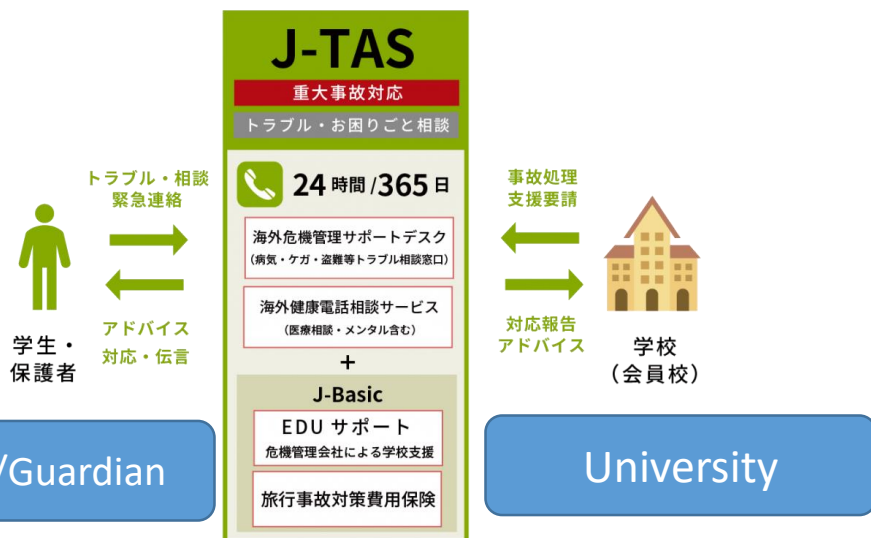 J-TAS
重大事故対応
トラブル・お困りごと相談
24時間/365日
海外危機管理サポートデスク
(病気・ケガ・盗難等トラブル相談窓口)
海外健康電話相談サービス
(医療相談・メンタル含む)
+
J-Basic
EDU サポート
危機管理会社による学校支援
旅行事故対策費用保険
トラブル・相談
緊急連絡
アドバイス
対応・伝言
学生・
保護者
/Guardian
事故処理
支援要請
対応報告
アドバイス
学校
(会員校)
University